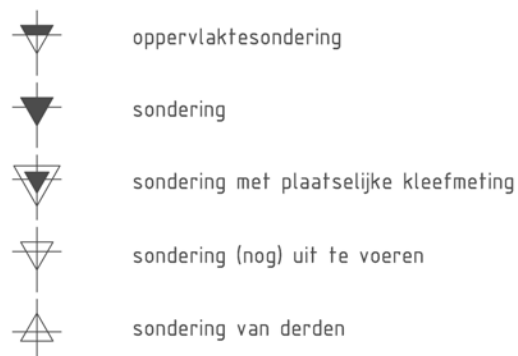 oppervlaktesondering
sondering
sondering met plaatselijke kleefmeting
sondering (nog) uit te voeren
sondering van derden